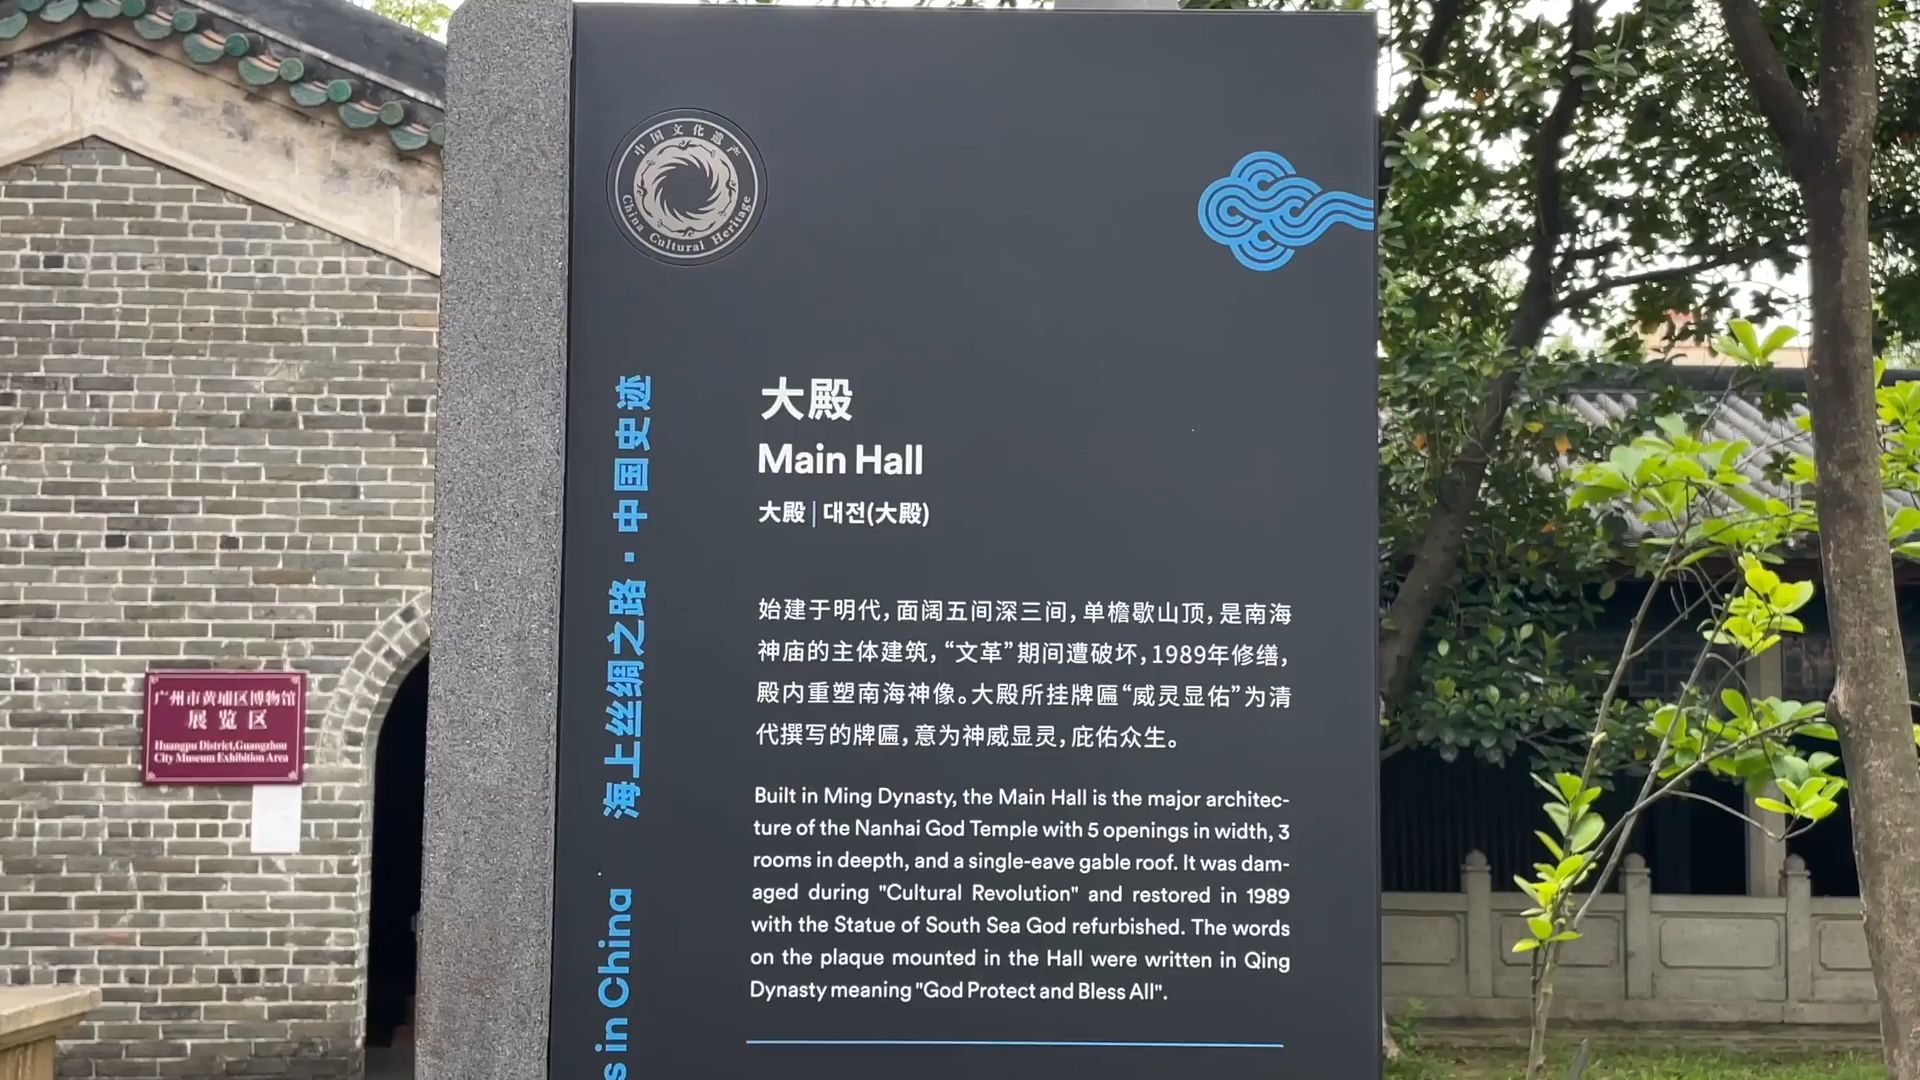 中国文化遗产
China Cultural Heritage
大殿
Main Hall
大殿 | 대전(大殿)
始建于明代,面阔五间深三间,单檐歇山顶,是南海
神庙的主体建筑,“文革”期间遭破坏,1989年修缮,
殿内重塑南海神像。大殿所挂牌匾“威灵显佑”为清
代撰写的牌匾,意为神威显灵,庇佑众生。
Built in Ming Dynasty, the Main Hall is the major architec-
ture of the Nanhai God Temple with 5 openings in width, 3
rooms in deepth, and a single-eave gable roof. It was dam-
aged during "Cultural Revolution" and restored in 1989
with the Statue of South Sea God refurbished. The words
on the plaque mounted in the Hall were written in Qing
Dynasty meaning "God Protect and Bless All".
海上丝绸之路·中国史迹
s in China
广州市黄埔区博物馆
展览区
Huangpu District,Guangzhou
City Museum Exhibition Area